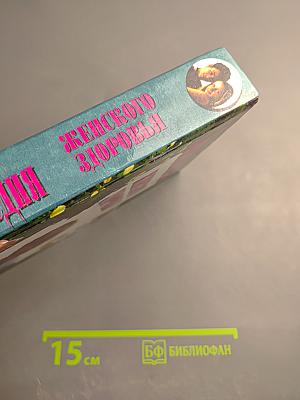 ДИЯ
ЖЕНСКОГО
ЗДОРОВЬЯ
15 см
БФ БИБЛИОФАН